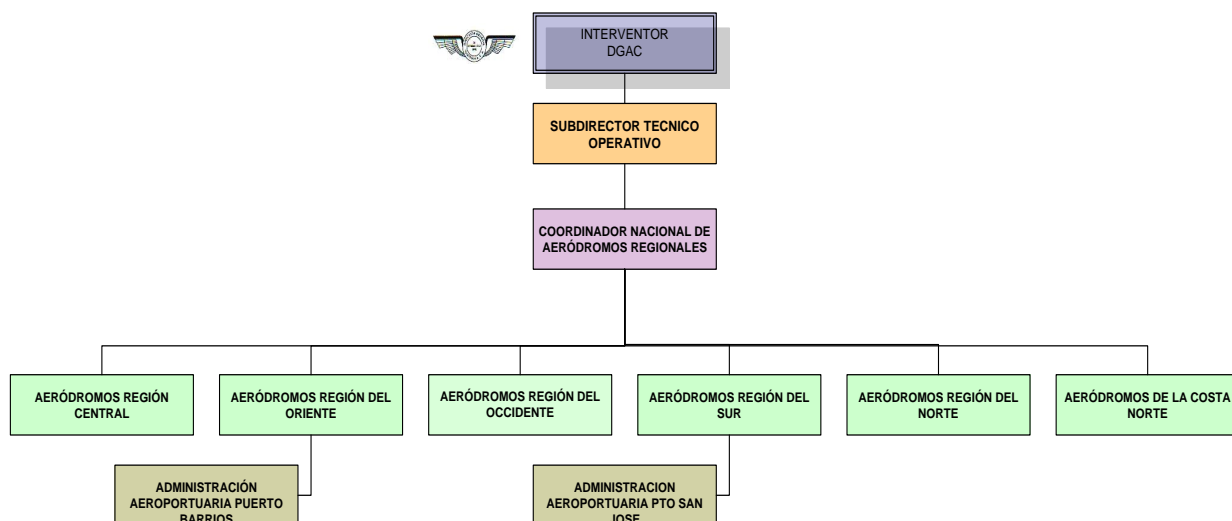 INTERVENTOR
DGAC
SUBDIRECTOR TECNICO
OPERATIVO
COORDINADOR NACIONAL DE
AERÓDROMOS REGIONALES
AERÓDROMOS REGIÓN
CENTRAL
AERÓDROMOS REGIÓN DEL
ORIENTE
AERÓDROMOS REGIÓN DEL
OCCIDENTE
AERÓDROMOS REGIÓN DEL
SUR
AERÓDROMOS REGIÓN DEL
NORTE
AERÓDROMOS DE LA COSTA
NORTE
ADMINISTRACIÓN
AEROPORTUARIA PUERTO
BARRIOS
ADMINISTRACION
AEROPORTUARIA PTO SAN
JOSE